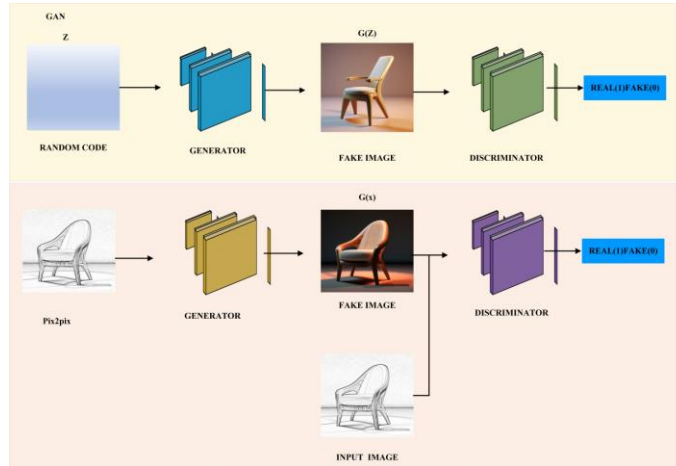 GAN
Z
G(Z)
REAL(1)FAKE(0)
RANDOM CODE
GENERATOR
FAKE IMAGE
DISCRIMINATOR
G(x)
REAL(1)FAKE(0)
Pix2pix
GENERATOR
FAKE IMAGE
DISCRIMINATOR
INPUT IMAGE